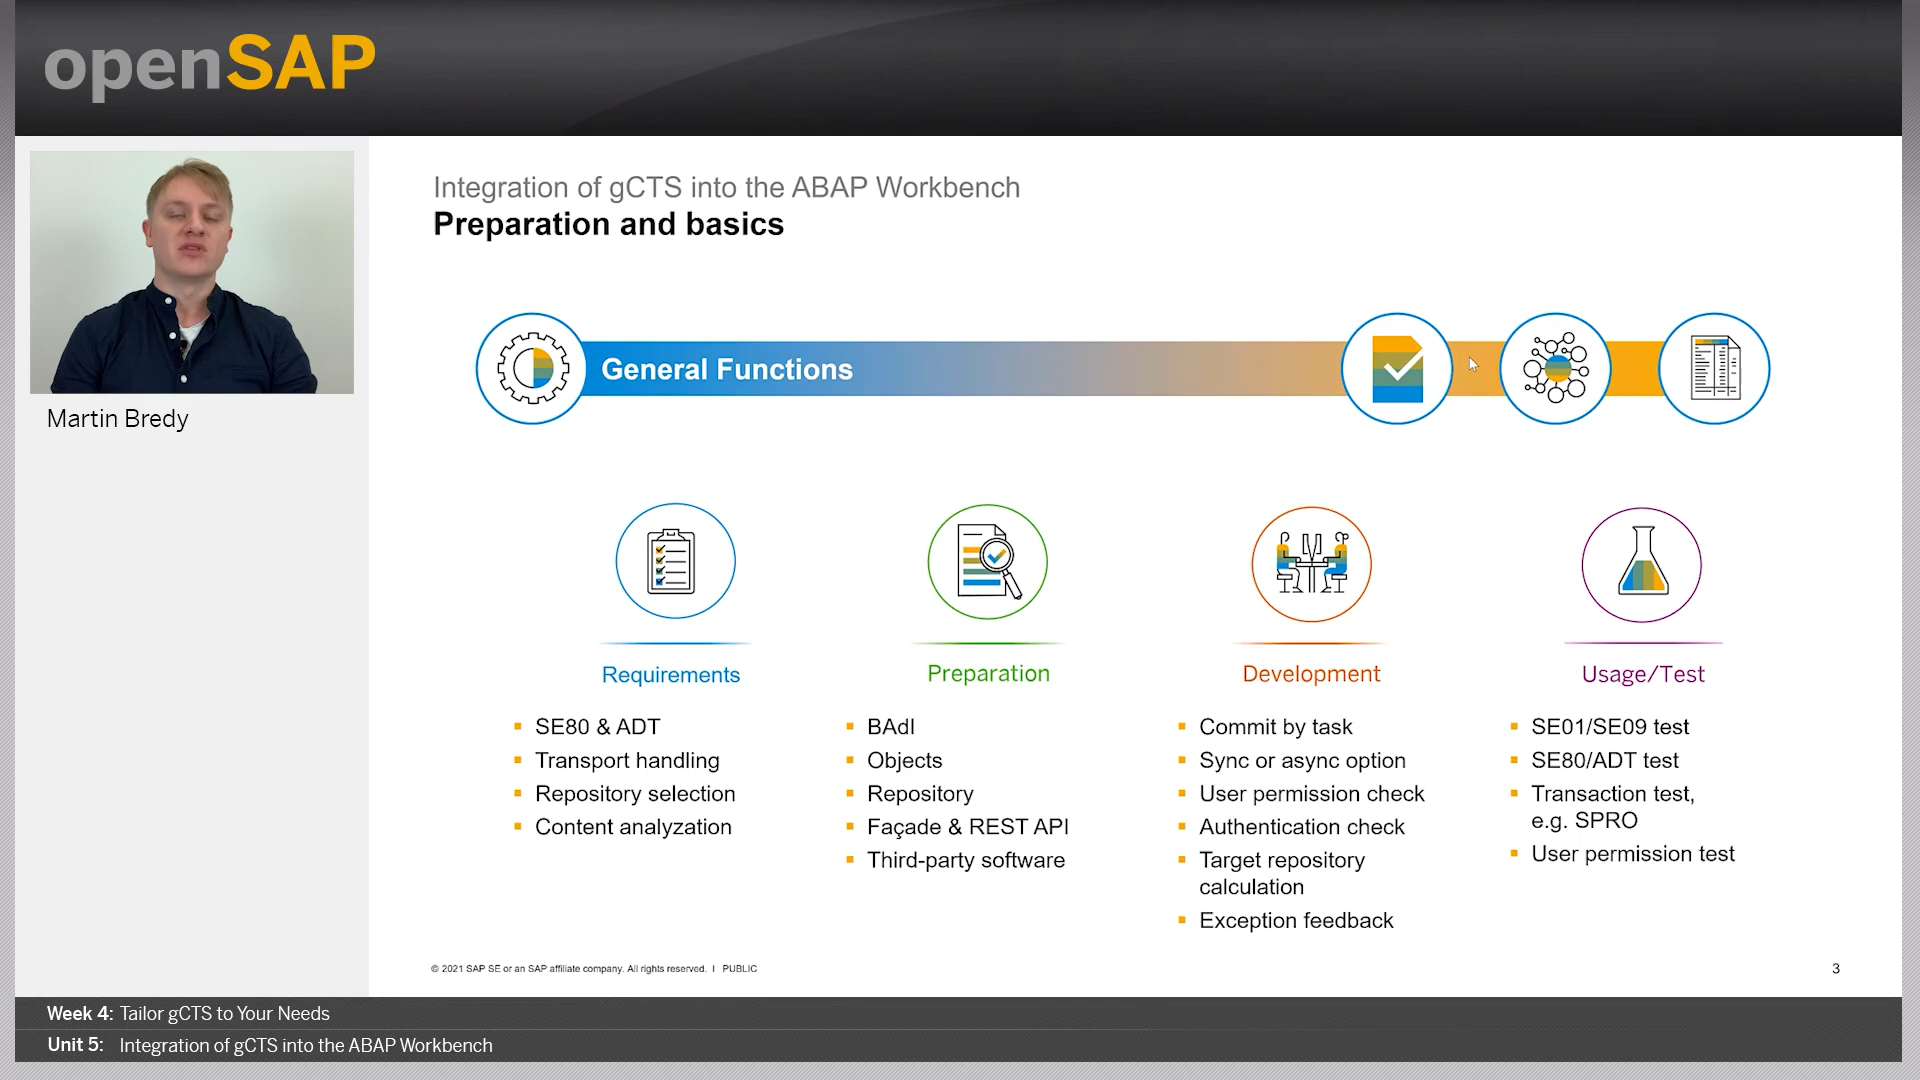 openSAP
Martin Bredy
Integration of gCTS into the ABAP Workbench
Preparation and basics
General Functions
Requirements
SE80 & ADT
Transport handling
Repository selection
Content analyzation
Preparation
BAdI
Objects
Repository
Façade & REST API
Third-party software
Development
Commit by task
Sync or async option
User permission check
Authentication check
Target repository
calculation
Exception feedback
Usage/Test
SE01/SE09 test
SE80/ADT test
Transaction test,
e.g. SPRO
User permission test
© 2021 SAP SE or an SAP affiliate company. All rights reserved. I PUBLIC
3
Week 4: Tailor gCTS to Your Needs
Unit 5: Integration of gCTS into the ABAP Workbench